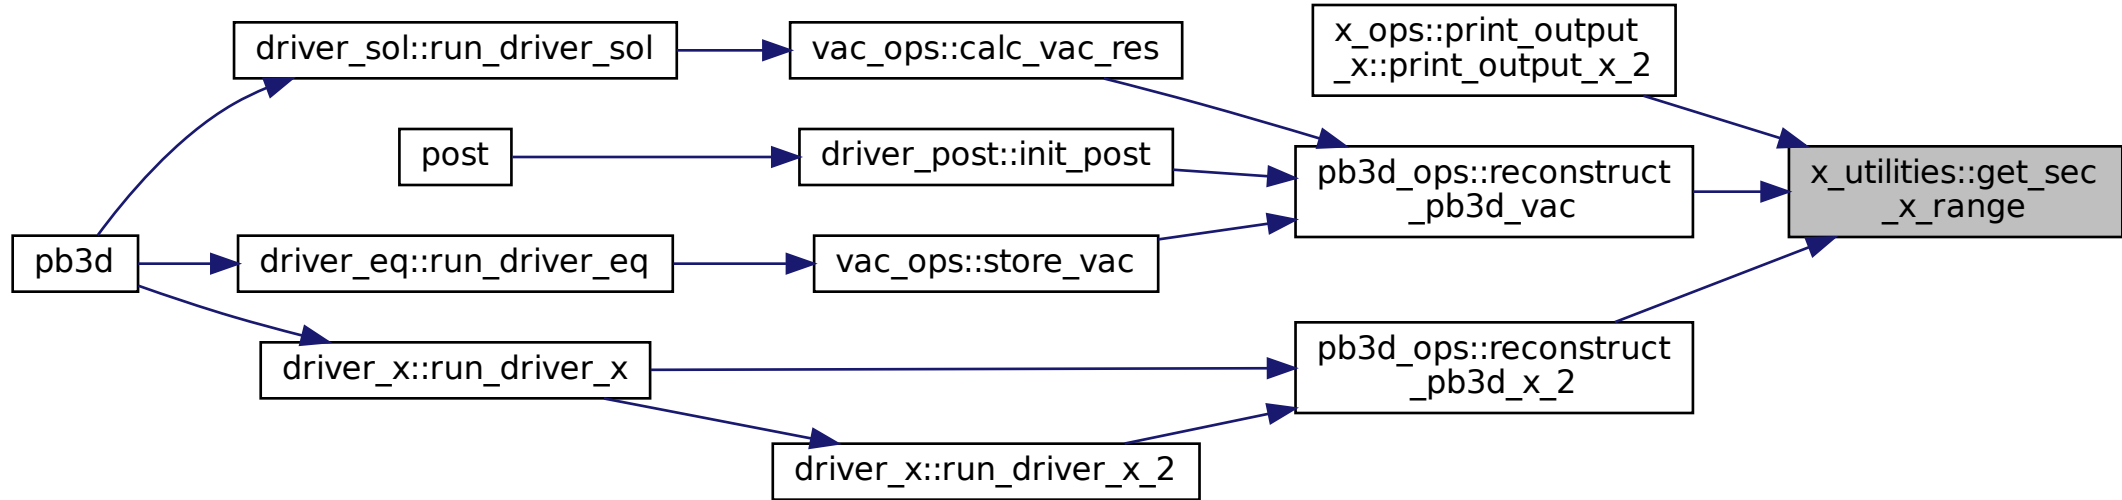 x_ops::print_output
_x::print_output_x_2
driver_sol::run_driver_sol
vac_ops::calc_vac_res
post
driver_post::init_post
pb3d_ops::reconstruct
_pb3d_vac
x_utilities::get_sec
_x_range
pb3d
driver_eq::run_driver_eq
vac_ops::store_vac
driver_x::run_driver_x
pb3d_ops::reconstruct
_pb3d_x_2
driver_x::run_driver_x_2